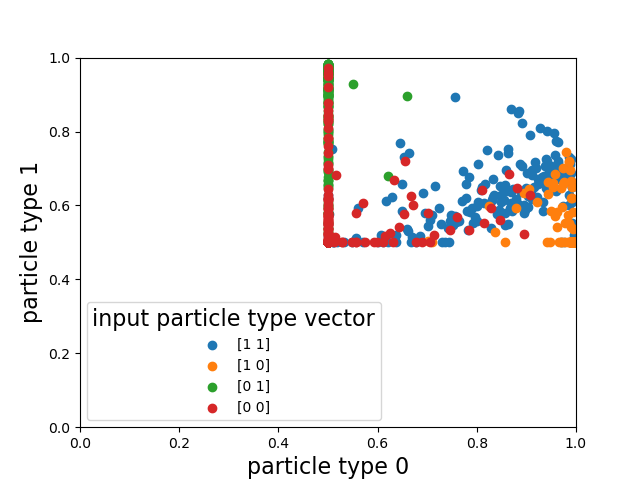 1.0
0.8
0.6
0.4
0.2
0.0
particle type 1
input particle type vector
[1 1]
[1 0]
[0 1]
[0 0]
0.0 0.2 0.4 0.6 0.8 1.0
particle type 0